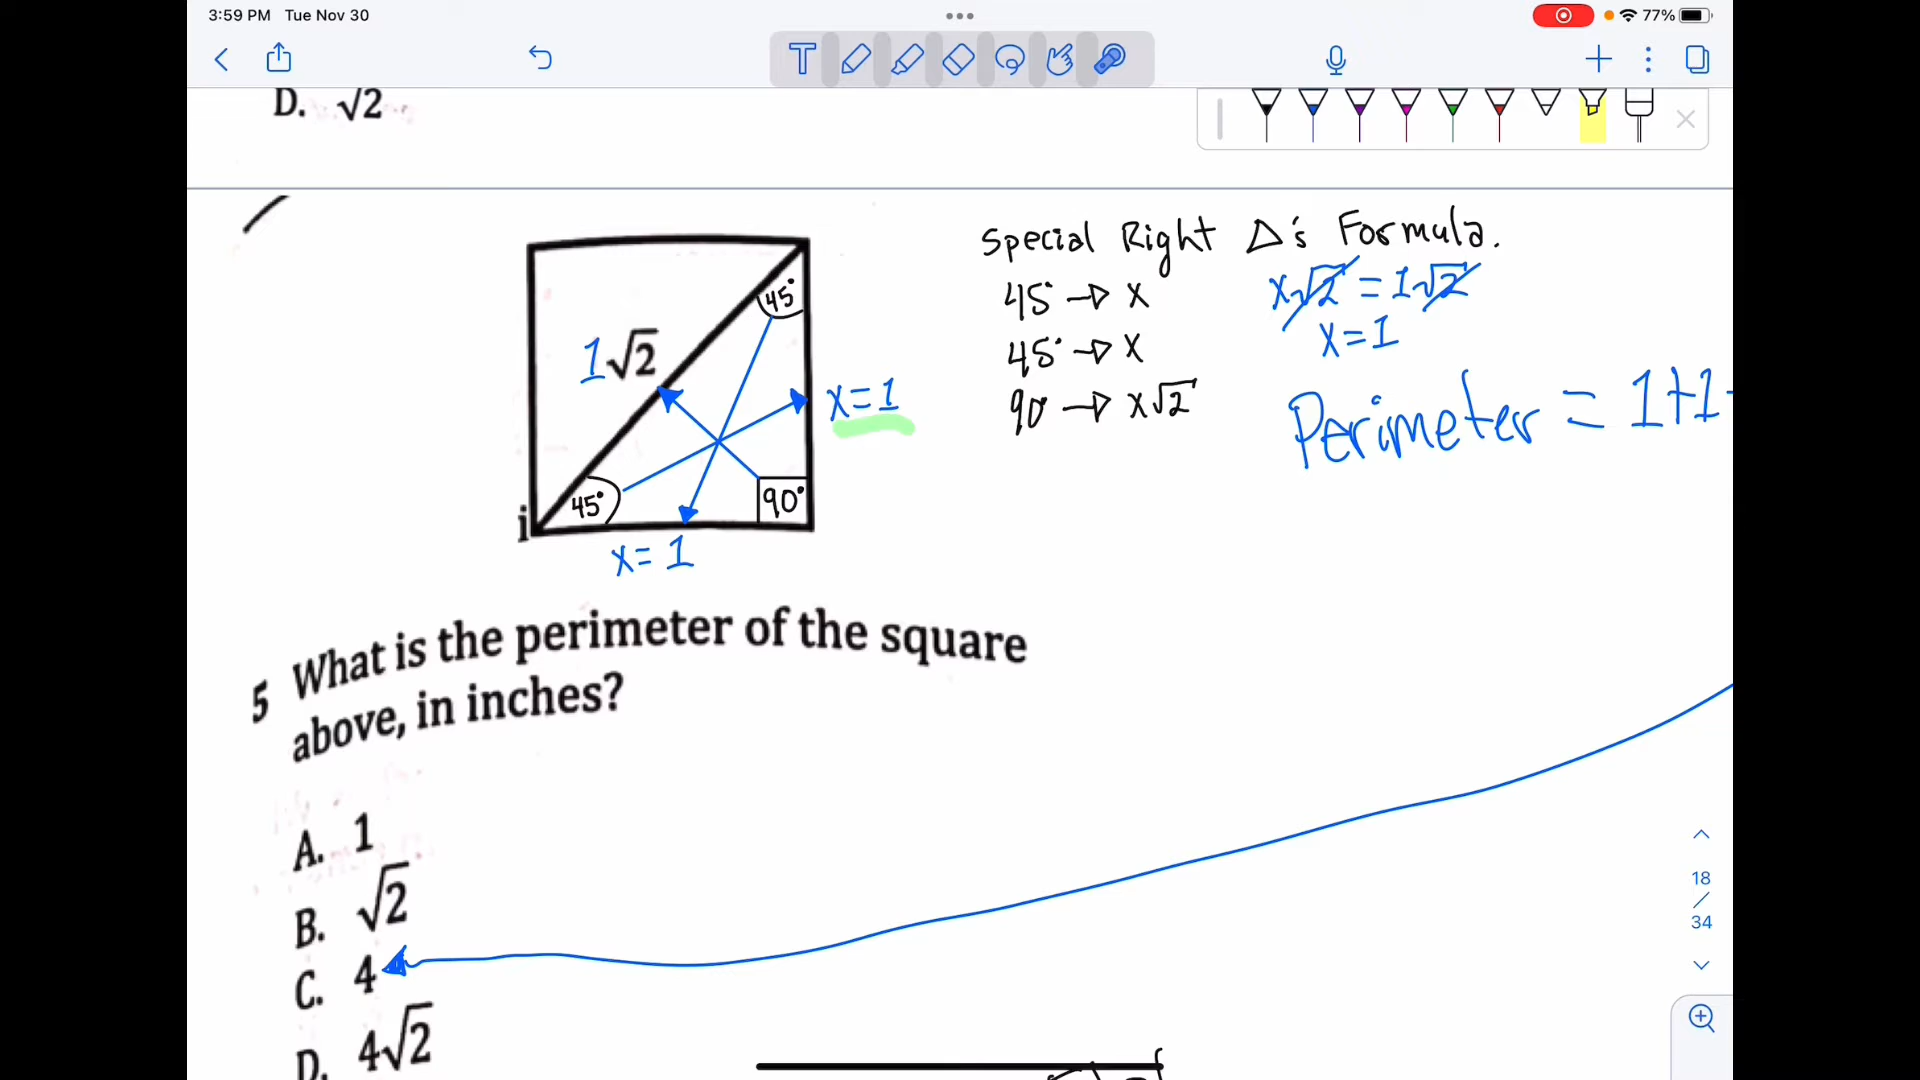 3:59 PM Tue Nov 30
77%
D. √2
Special Right Δ's Formula.
45° → x
x√2 = 1√2
45° → x
x=1
90° → x√2
Perimeter = 1+1
45°
1√2
x=1
45°
90°
i
x=1
5 What is the perimeter of the square
above, in inches?
A. 1
B. √2
C. 4
D. 4√2
18
/
34